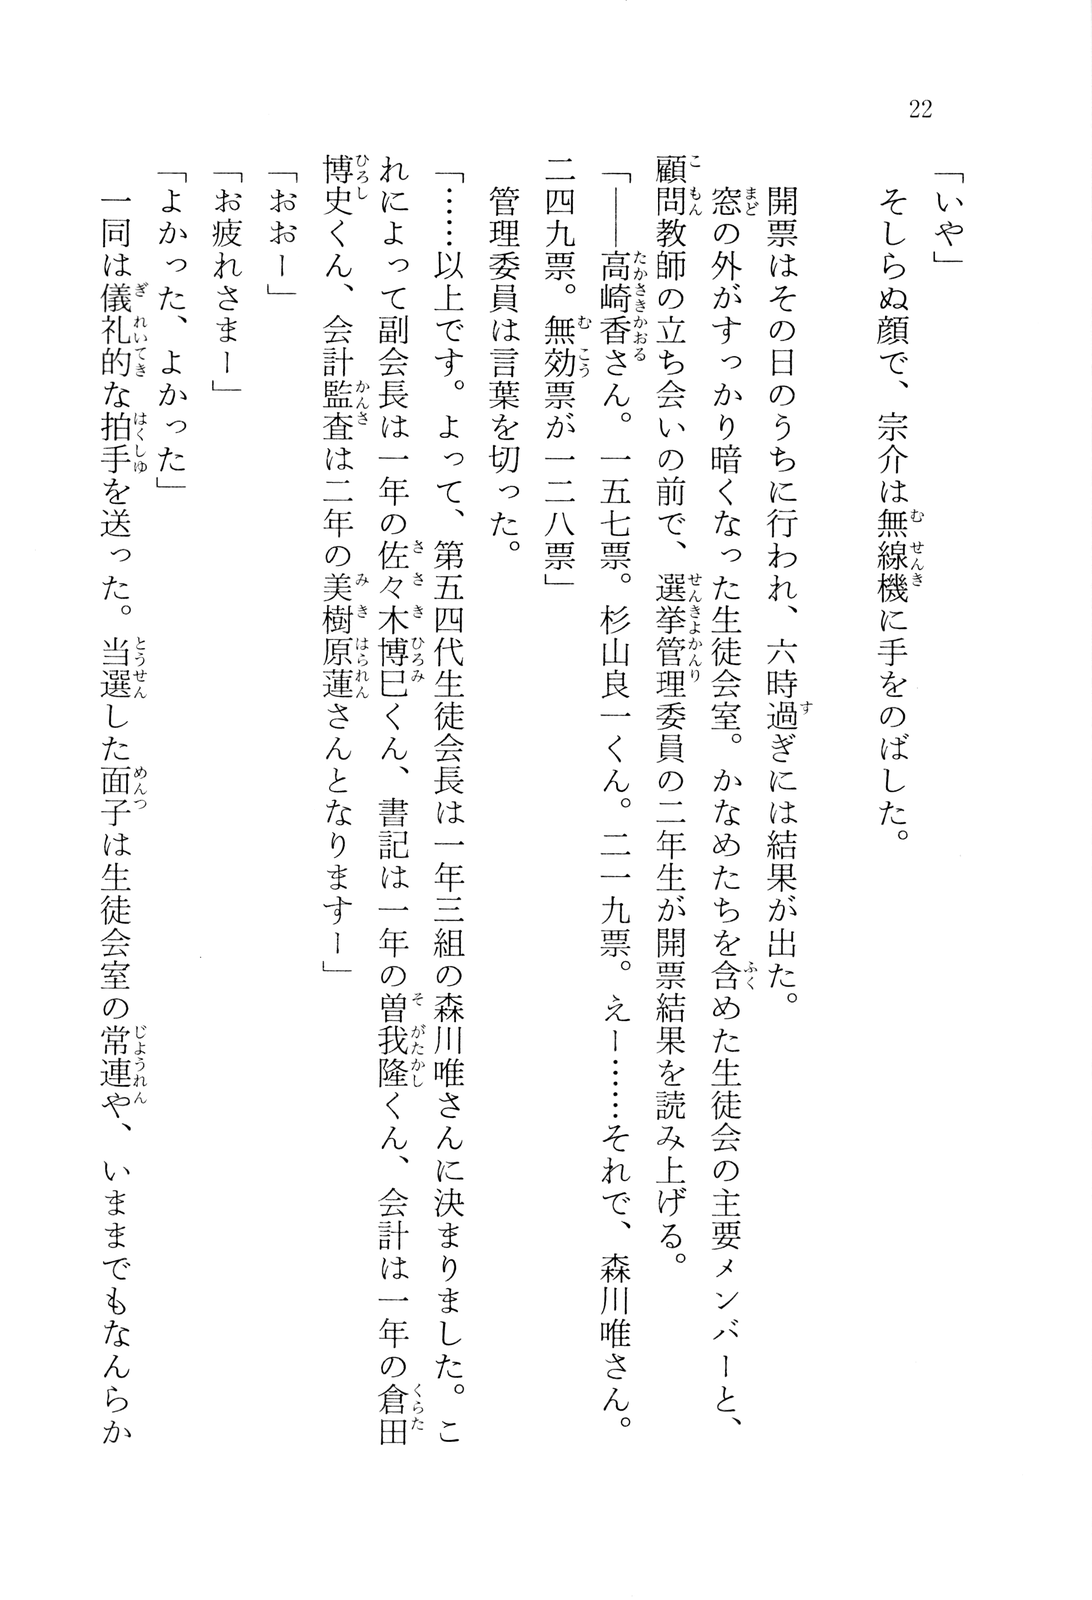 22
「いや」
そしらぬ顔で、宗介は無線機に手をのばした。
開票はその日のうちに行われ、六時過ぎには結果が出た。
窓の外がすっかり暗くなった生徒会室。かなめたちを含めた生徒会の主要メンバーと、
顧問教師の立ち会いの前で、選挙管理委員の二年生が開票結果を読み上げる。
「――高崎香さん。一五七票。杉山良一くん。二一九票。えー……それで、森川唯さん。
二四九票。無効票が一二八票」
管理委員は言葉を切った。
「……以上です。よって、第五四代生徒会長は一年三組の森川唯さんに決まりました。こ
れによって副会長は一年の佐々木博巳くん、書記は一年の曽我隆くん、会計は一年の倉田
博史くん、会計監査は二年の美樹原蓮さんとなりますー」
「おおー」
「お疲れさまー」
「よかった、よかった」
一同は儀礼的な拍手を送った。当選した面子は生徒会室の常連や、いままでもなんらか